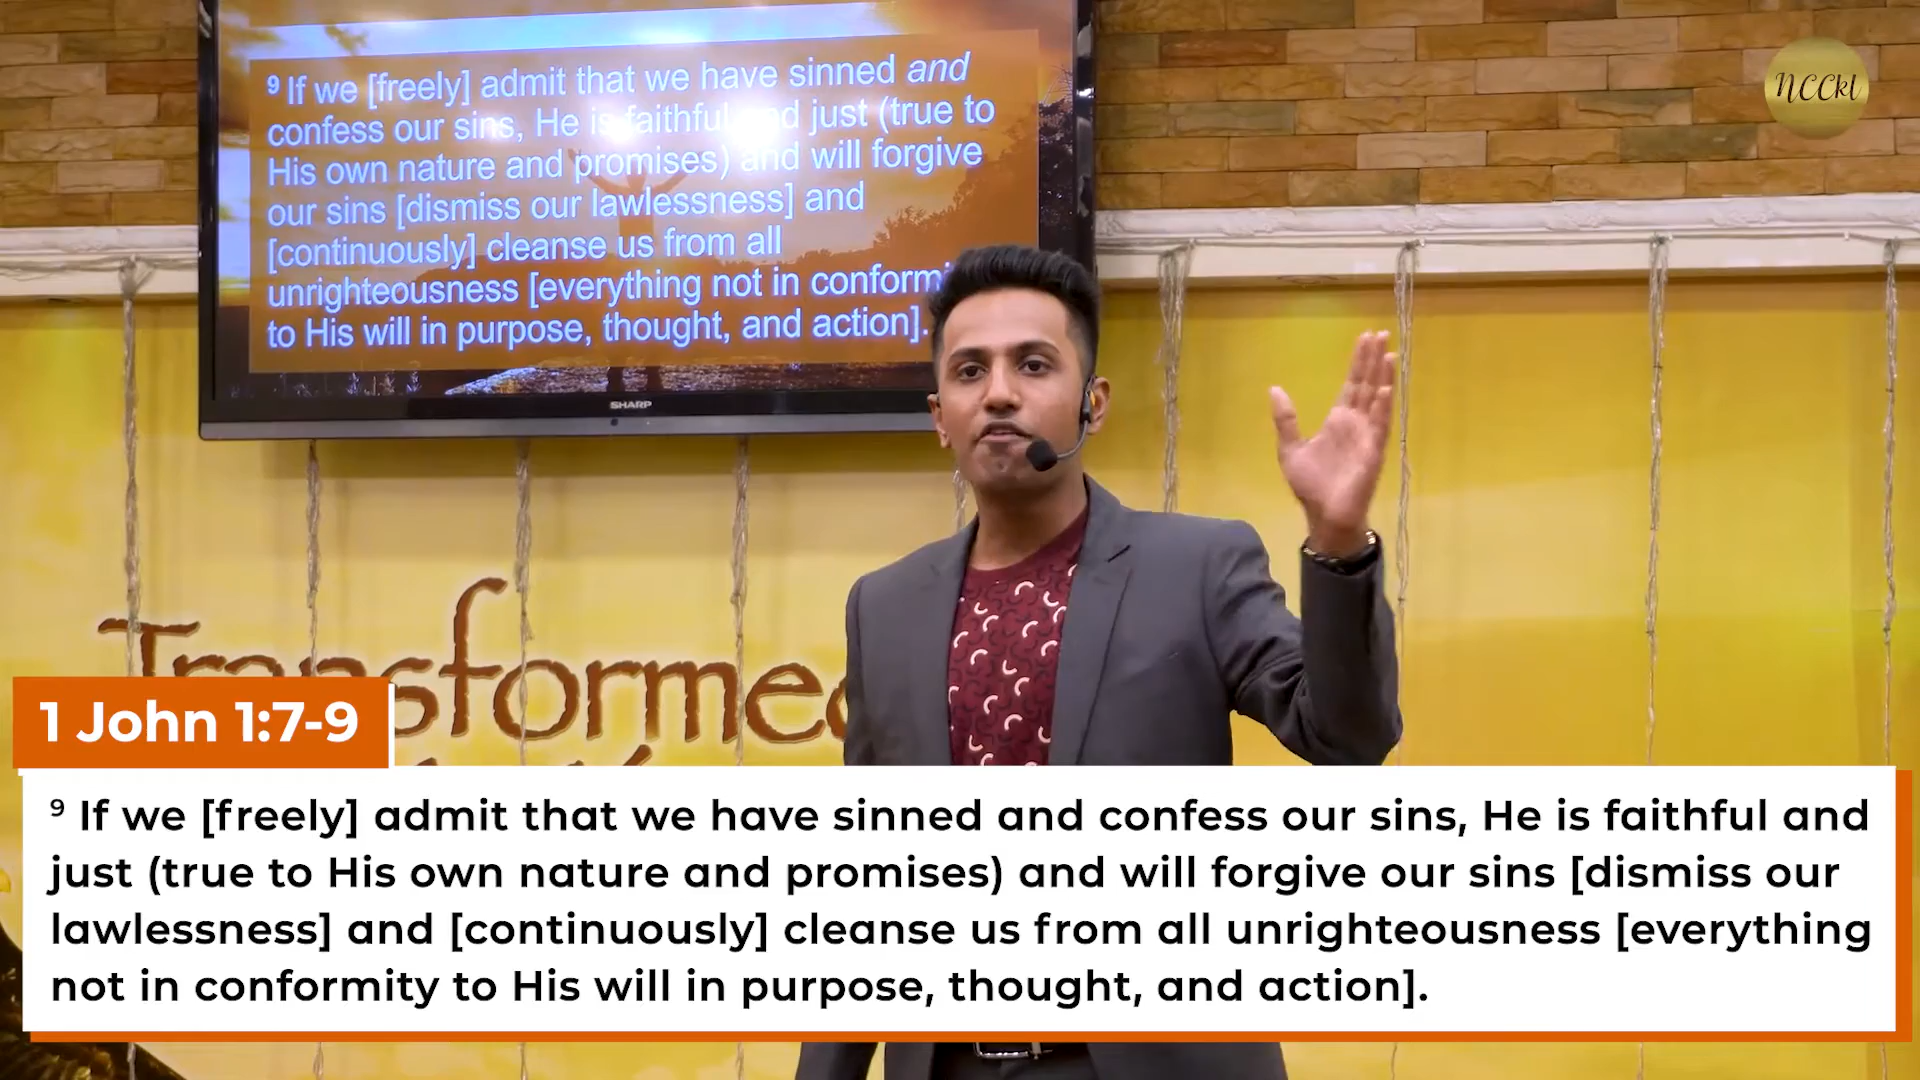 ⁹ If we [freely] admit that we have sinned and
confess our sins, He is faithful and just (true to
His own nature and promises) and will forgive
our sins [dismiss our lawlessness] and
[continuously] cleanse us from all
unrighteousness [everything not in conformi
to His will in purpose, thought, and action].
SHARP
NCCkl
Transformed
1 John 1:7-9
⁹ If we [freely] admit that we have sinned and confess our sins, He is faithful and
just (true to His own nature and promises) and will forgive our sins [dismiss our
lawlessness] and [continuously] cleanse us from all unrighteousness [everything
not in conformity to His will in purpose, thought, and action].